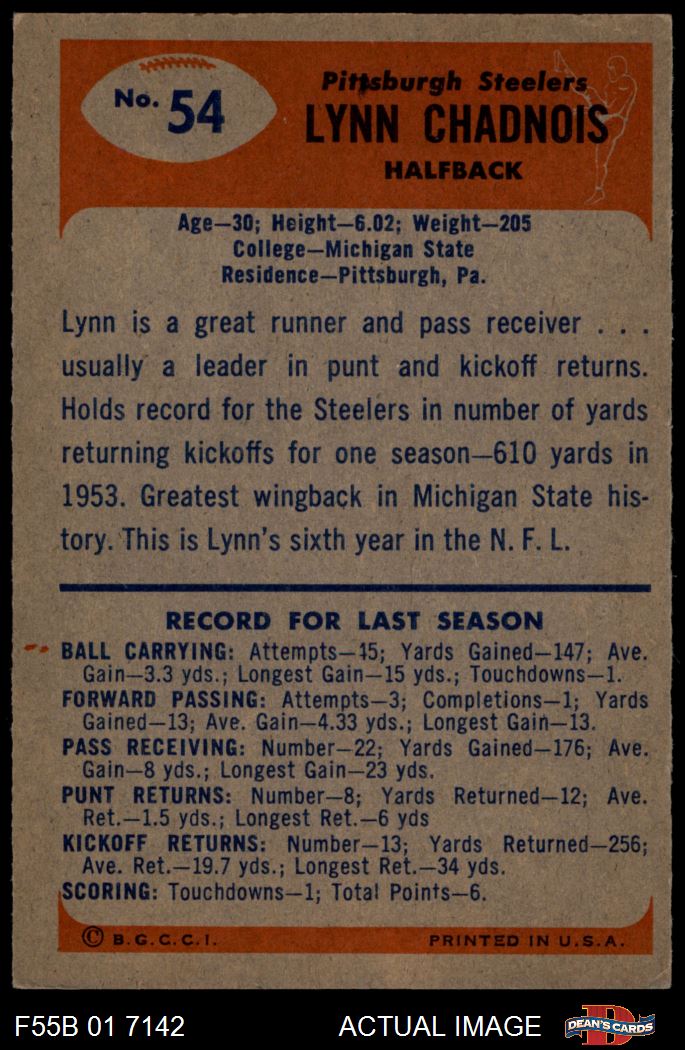 No. 54
Pittsburgh Steelers
LYNN CHADNOIS
HALFBACK
Age—30; Height—6.02; Weight—205
College—Michigan State
Residence—Pittsburgh, Pa.
Lynn is a great runner and pass receiver . . .
usually a leader in punt and kickoff returns.
Holds record for the Steelers in number of yards
returning kickoffs for one season—610 yards in
1953. Greatest wingback in Michigan State his-
tory. This is Lynn's sixth year in the N. F. L.
RECORD FOR LAST SEASON
BALL CARRYING: Attempts—45; Yards Gained—147; Ave.
Gain—3.3 yds.; Longest Gain—15 yds.; Touchdowns—1.
FORWARD PASSING: Attempts—3; Completions—1; Yards
Gained—13; Ave. Gain—4.33 yds.; Longest Gain—13.
PASS RECEIVING: Number—22; Yards Gained—176; Ave.
Gain—8 yds.; Longest Gain—23 yds.
PUNT RETURNS: Number—8; Yards Returned—12; Ave.
Ret.—1.5 yds.; Longest Ret.—6 yds
KICKOFF RETURNS: Number—13; Yards Returned—256;
Ave. Ret.—19.7 yds.; Longest Ret.—34 yds.
SCORING: Touchdowns—1; Total Points—6.
© B.G.C.C.I. PRINTED IN U.S.A.
F55B 01 7142 ACTUAL IMAGE D DEAN'S CARDS